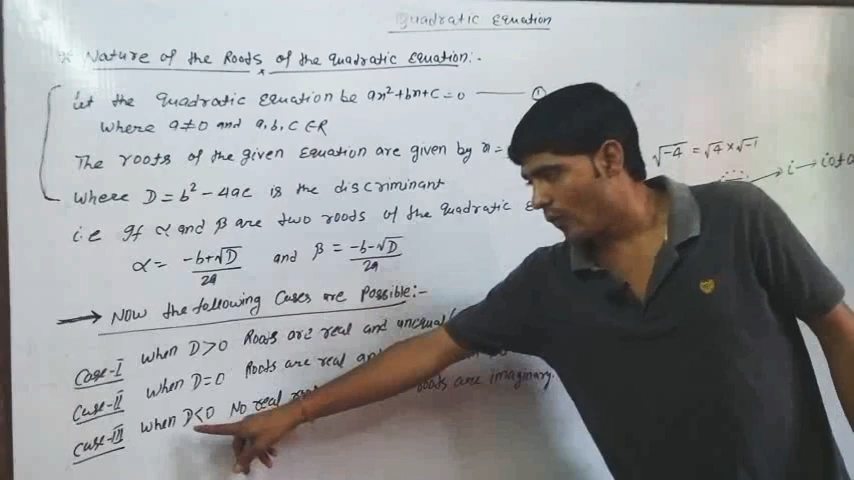 Quadratic Equation
* Nature of the Roots of the quadratic Equation:-
Let the quadratic Equation be ax²+bx+c=0 —— ①
where a≠0 and a,b,c ∈R
The roots of the given Equation are given by x=
√-4 = √4 × √-1
i → iota
where D=b²-4ac is the discriminant
i.e If α and β are two roots of the quadratic E
α= -b+√D/2a and β= -b-√D/2a
→ Now the following Cases are Possible:-
Case-I when D>0 Roots are real and unequal
Case-II when D=0 Roots are real and
Case-III when D<0 No real roots are imaginary.